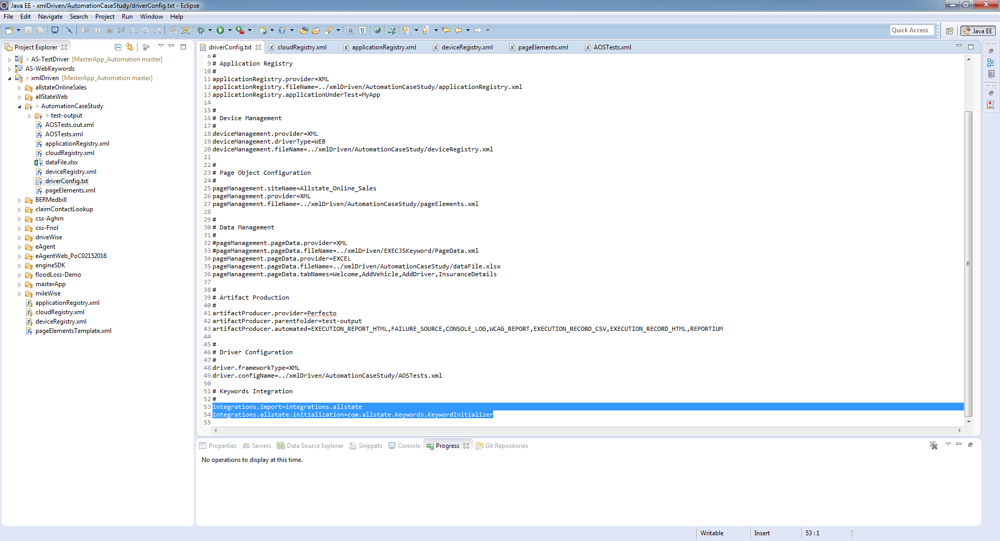 Java EE - xmlDriven/AutomationCaseStudy/driverConfig.txt - Eclipse
File Edit Navigate Search Project Run Window Help
Quick Access
Java EE
Project Explorer
> AS-TestDriver [MasterApp_Automation master]
AS-WebKeywords
> xmlDriven [MasterApp_Automation master]
allstateOnlineSales
allStateWeb
> AutomationCaseStudy
> test-output
AOSTests.out.xml
AOSTests.xml
applicationRegistry.xml
cloudRegistry.xml
dataFile.xlsx
deviceRegistry.xml
driverConfig.txt
pageElements.xml
BERMedbill
claimContactLookup
css-Aghrn
css-Fnol
driveWise
eAgent
eAgentWeb_PoC02152016
engineSDK
floodLoss-Demo
masterApp
mileWise
applicationRegistry.xml
cloudRegistry.xml
deviceRegistry.xml
pageElementsTemplate.xml
driverConfig.txt cloudRegistry.xml applicationRegistry.xml deviceRegistry.xml pageElements.xml AOSTests.xml
8 #
9 # Application Registry
10 #
11 applicationRegistry.provider=XML
12 applicationRegistry.fileName=../xmlDriven/AutomationCaseStudy/applicationRegistry.xml
13 applicationRegistry.applicationUnderTest=MyApp
14
15 #
16 # Device Management
17 #
18 deviceManagement.provider=XML
19 deviceManagement.driverType=WEB
20 deviceManagement.fileName=../xmlDriven/AutomationCaseStudy/deviceRegistry.xml
21
22 #
23 # Page Object Configuration
24 #
25 pageManagement.siteName=Allstate_Online_Sales
26 pageManagement.provider=XML
27 pageManagement.fileName=../xmlDriven/AutomationCaseStudy/pageElements.xml
28
29 #
30 # Data Management
31 #
32 #pageManagement.pageData.provider=XML
33 #pageManagement.pageData.fileName=../xmlDriven/EXECJSKeyword/PageData.xml
34 pageManagement.pageData.provider=EXCEL
35 pageManagement.pageData.fileName=../xmlDriven/AutomationCaseStudy/dataFile.xlsx
36 pageManagement.pageData.tabNames=Welcome,AddVehicle,AddDriver,InsuranceDetails
37
38 #
39 # Artifact Production
40 #
41 artifactProducer.provider=Perfecto
42 artifactProducer.parentFolder=test-output
43 artifactProducer.automated=EXECUTION_REPORT_HTML,FAILURE_SOURCE,CONSOLE_LOG,WCAG_REPORT,EXECUTION_RECORD_CSV,EXECUTION_RECORD_HTML,REPORTIUM
44
45 #
46 # Driver Configuration
47 #
48 driver.frameworkType=XML
49 driver.configName=../xmlDriven/AutomationCaseStudy/AOSTests.xml
50
51 # Keywords Integration
52 #
53 integrations.import=integrations.allstate
54 integrations.allstate.initialization=com.allstate.keywords.KeywordInitializer
55
Properties Servers Data Source Explorer Snippets Console Progress Git Repositories
No operations to display at this time.
Writable Insert 53 : 1